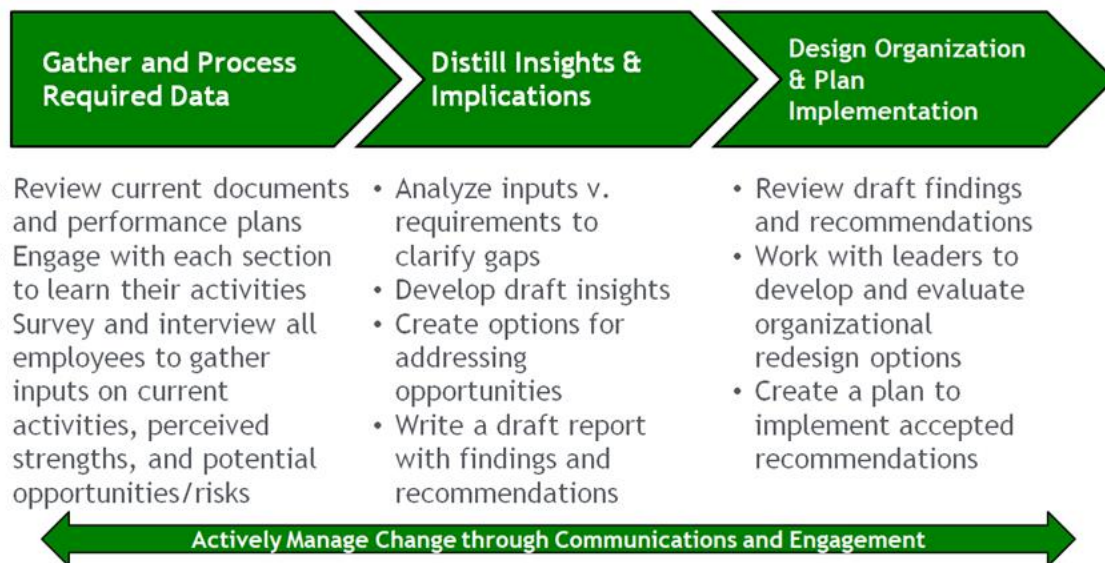 Gather and Process
Required Data
Distill Insights &
Implications
Design Organization
& Plan
Implementation
Review current documents
and performance plans
Engage with each section
to learn their activities
Survey and interview all
employees to gather
inputs on current
activities, perceived
strengths, and potential
opportunities/risks
• Analyze inputs v.
requirements to
clarify gaps
• Develop draft insights
• Create options for
addressing
opportunities
• Write a draft report
with findings and
recommendations
• Review draft findings
and recommendations
• Work with leaders to
develop and evaluate
organizational
redesign options
• Create a plan to
implement accepted
recommendations
Actively Manage Change through Communications and Engagement